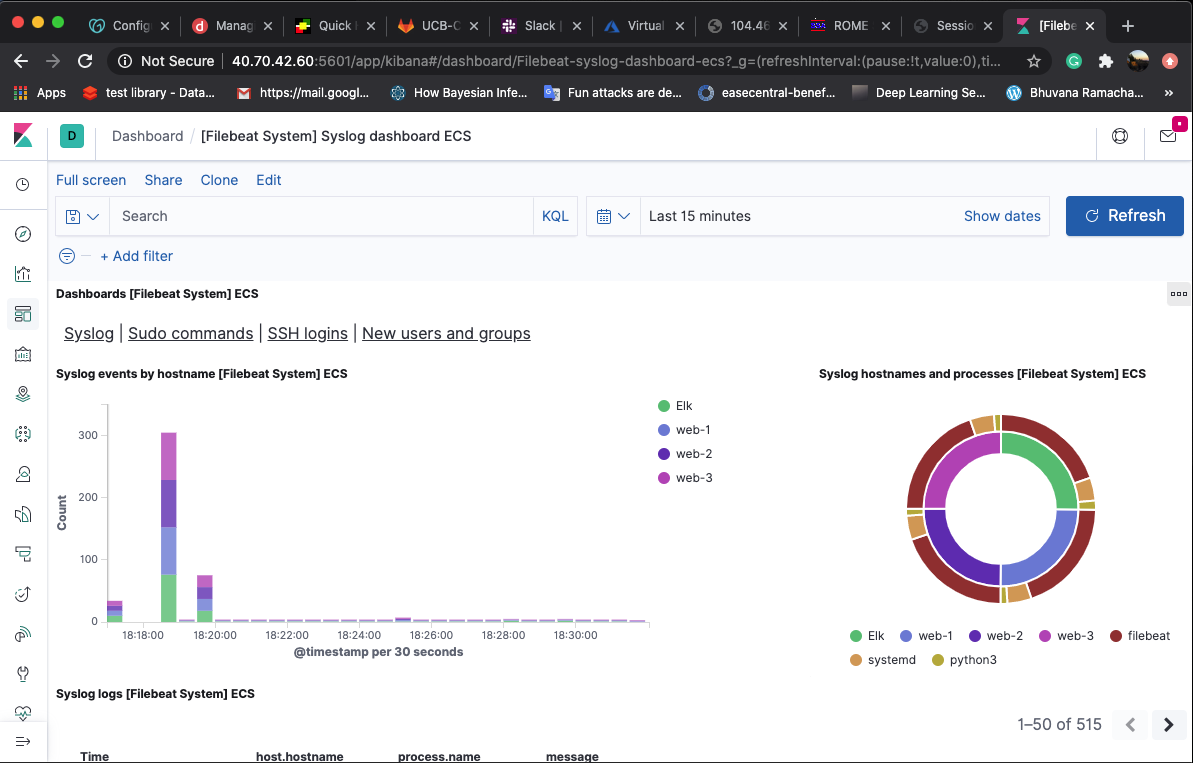 Config
Manag
Quick I
UCB-C
Slack |
Virtual
104.46
ROME
Sessio
[Filebe
Not Secure
40.70.42.60:5601/app/kibana#/dashboard/Filebeat-syslog-dashboard-ecs?_g=(refreshInterval:(pause:!t,value:0),ti...
Apps
test library - Data...
https://mail.googl...
How Bayesian Infe...
Fun attacks are de...
easecentral-benef...
Deep Learning Se...
Bhuvana Ramacha...
»
D
Dashboard / [Filebeat System] Syslog dashboard ECS
Full screen Share Clone Edit
Search KQL
Last 15 minutes Show dates
Refresh
+ Add filter
Dashboards [Filebeat System] ECS
Syslog | Sudo commands | SSH logins | New users and groups
Syslog events by hostname [Filebeat System] ECS
Count
300
200
100
0
18:18:00 18:20:00 18:22:00 18:24:00 18:26:00 18:28:00 18:30:00
@timestamp per 30 seconds
Elk
web-1
web-2
web-3
Syslog hostnames and processes [Filebeat System] ECS
Elk web-1 web-2 web-3 filebeat
systemd python3
Syslog logs [Filebeat System] ECS
1–50 of 515
Time host.hostname process.name message